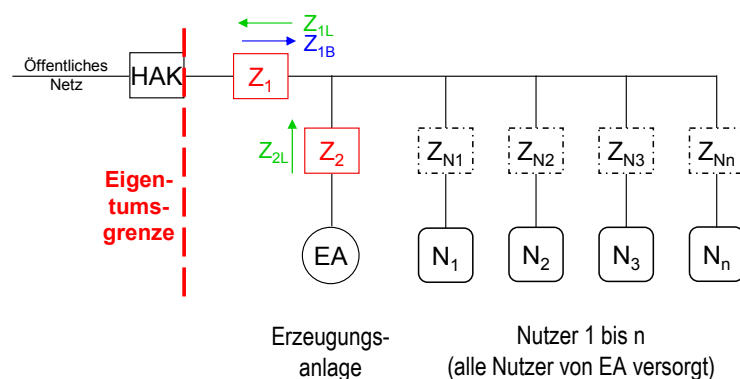 Z1L
Z1B
Öffentliches
Netz
HAK
Z1
Z2L
Z2
ZN1
ZN2
ZN3
ZNn
Eigen-
tums-
grenze
EA
N1
N2
N3
Nn
Erzeugungs-
anlage
Nutzer 1 bis n
(alle Nutzer von EA versorgt)